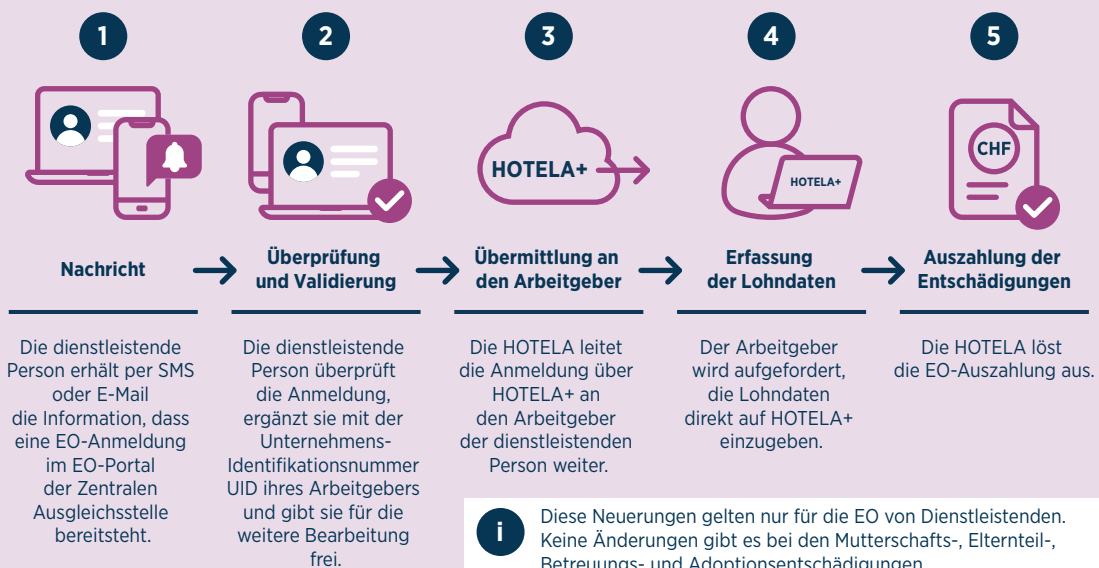 1
2
3
4
5
HOTELA+
HOTELA+
CHF
Nachricht
Überprüfung
und Validierung
Übermittlung an
den Arbeitgeber
Erfassung
der Lohndaten
Auszahlung der
Entschädigungen
Die dienstleistende
Person erhält per SMS
oder E-Mail
die Information, dass
eine EO-Anmeldung
im EO-Portal
der Zentralen
Ausgleichsstelle
bereitsteht.
Die dienstleistende
Person überprüft
die Anmeldung,
ergänzt sie mit der
Unternehmens-
Identifikationsnummer
UID ihres Arbeitgebers
und gibt sie für die
weitere Bearbeitung
frei.
Die HOTELA leitet
die Anmeldung über
HOTELA+ an
den Arbeitgeber
der dienstleistenden
Person weiter.
Der Arbeitgeber
wird aufgefordert,
die Lohndaten
direkt auf HOTELA+
einzugeben.
Die HOTELA löst
die EO-Auszahlung aus.
i
Diese Neuerungen gelten nur für die EO von Dienstleistenden.
Keine Änderungen gibt es bei den Mutterschafts-, Elternteil-,
Betreuungs- und Adoptionsentschädigungen